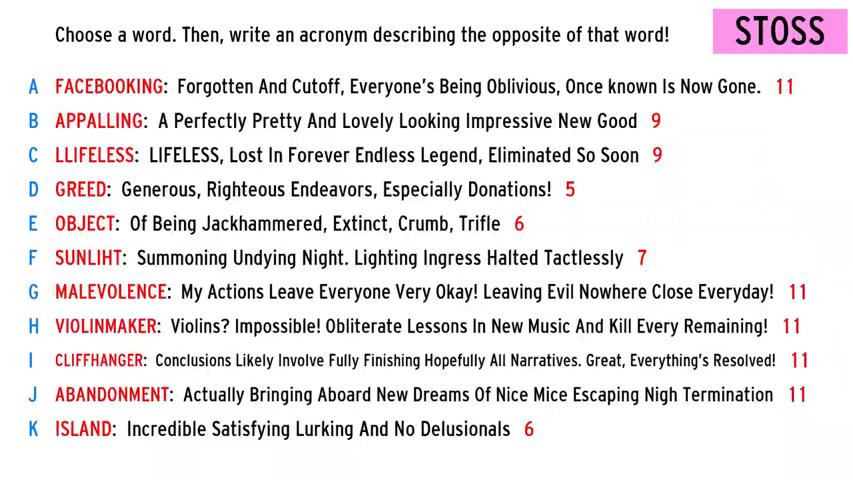 Choose a word. Then, write an acronym describing the opposite of that word!
STOSS
A FACEBOOKING: Forgotten And Cutoff, Everyone's Being Oblivious, Once known Is Now Gone. 11
B APPALLING: A Perfectly Pretty And Lovely Looking Impressive New Good 9
C LLIFELESS: LIFELESS, Lost In Forever Endless Legend, Eliminated So Soon 9
D GREED: Generous, Righteous Endeavors, Especially Donations! 5
E OBJECT: Of Being Jackhammered, Extinct, Crumb, Trifle 6
F SUNLIHT: Summoning Undying Night. Lighting Ingress Halted Tactlessly 7
G MALEVOLENCE: My Actions Leave Everyone Very Okay! Leaving Evil Nowhere Close Everyday! 11
H VIOLINMAKER: Violins? Impossible! Obliterate Lessons In New Music And Kill Every Remaining! 11
I CLIFFHANGER: Conclusions Likely Involve Fully Finishing Hopefully All Narratives. Great, Everything's Resolved! 11
J ABANDONMENT: Actually Bringing Aboard New Dreams Of Nice Mice Escaping Nigh Termination 11
K ISLAND: Incredible Satisfying Lurking And No Delusionals 6